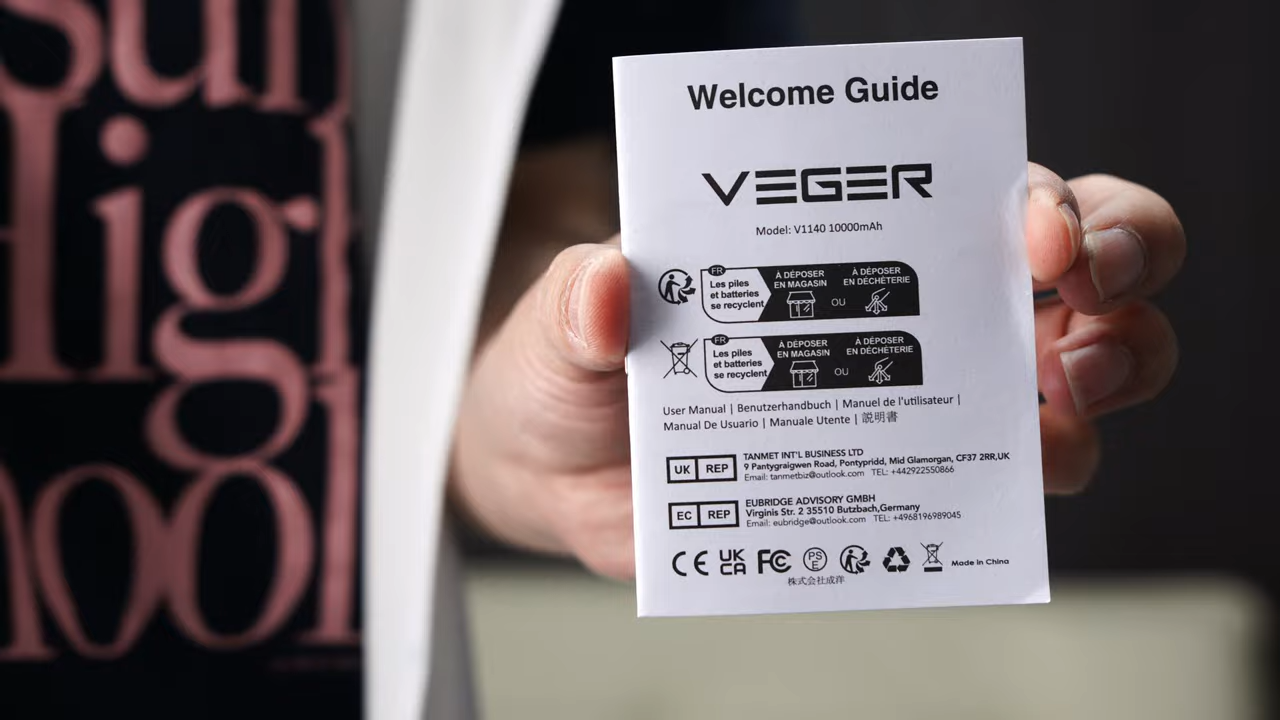 Welcome Guide
VEGER
Model: V1140 10000mAh
FR
Les piles
et batteries
se recyclent
À DÉPOSER
EN MAGASIN
OU
À DÉPOSER
EN DÉCHÈTERIE
FR
Les piles
et batteries
se recyclent
À DÉPOSER
EN MAGASIN
OU
À DÉPOSER
EN DÉCHÈTERIE
User Manual | Benutzerhandbuch | Manuel de l'utilisateur |
Manual De Usuario | Manuale Utente | 説明書
UK REP
TANMET INT'L BUSINESS LTD
9 Pantygraigwen Road, Pontypridd, Mid Glamorgan, CF37 2RR,UK
Email: tanmetbiz@outlook.com TEL: +442922550866
EC REP
EUBRIDGE ADVISORY GMBH
Virginis Str. 2 35510 Butzbach,Germany
Email: eubridge@outlook.com TEL: +4968196989045
CE UK CA FC PS E Made in China
株式会社成洋